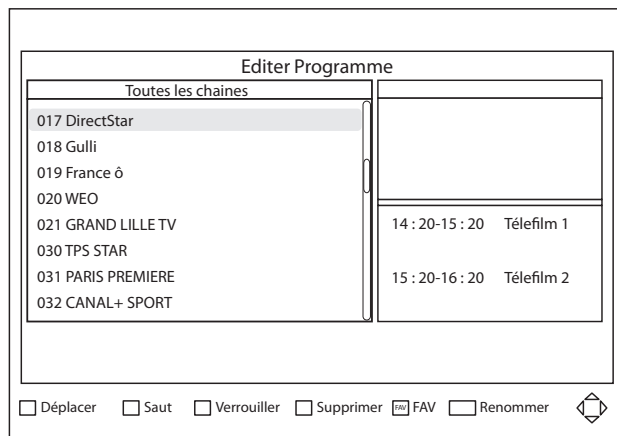 Editer Programme
Toutes les chaines
017 DirectStar
018 Gulli
019 France ô
020 WEO
021 GRAND LILLE TV
030 TPS STAR
031 PARIS PREMIERE
032 CANAL+ SPORT
14 : 20-15 : 20 Télefilm 1
15 : 20-16 : 20 Télefilm 2
Déplacer Saut Verrouiller Supprimer FAV FAV Renommer